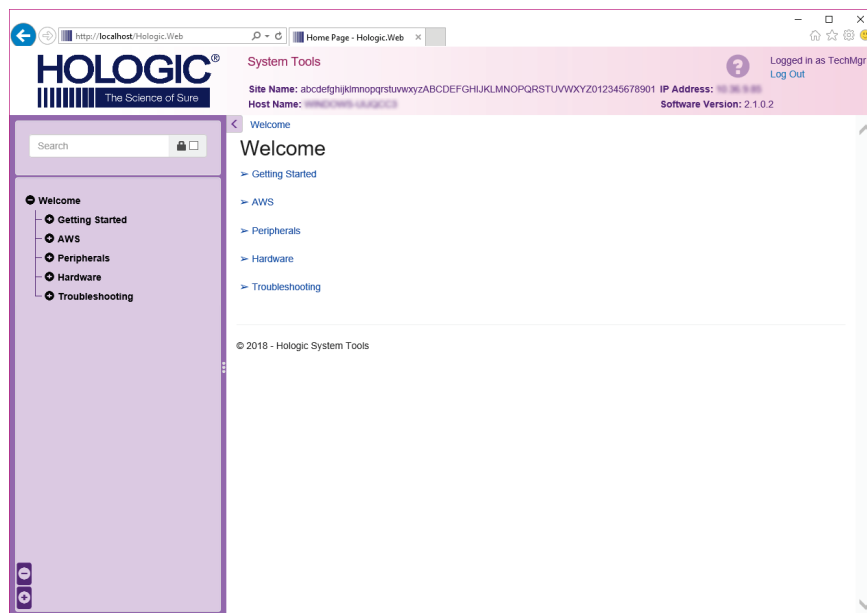 http://localhost/Hologic.Web
Home Page - Hologic.Web
HOLOGIC®
The Science of Sure
System Tools
Logged in as TechMgr
Log Out
Site Name: abcdefghijklmnopqrstuvwxyzABCDEFGHIJKLMNOPQRSTUVWXYZ012345678901 IP Address:
Host Name:
Software Version: 2.1.0.2
Search
Welcome
Getting Started
AWS
Peripherals
Hardware
Troubleshooting
Welcome
Welcome
➢ Getting Started
➢ AWS
➢ Peripherals
➢ Hardware
➢ Troubleshooting
© 2018 - Hologic System Tools